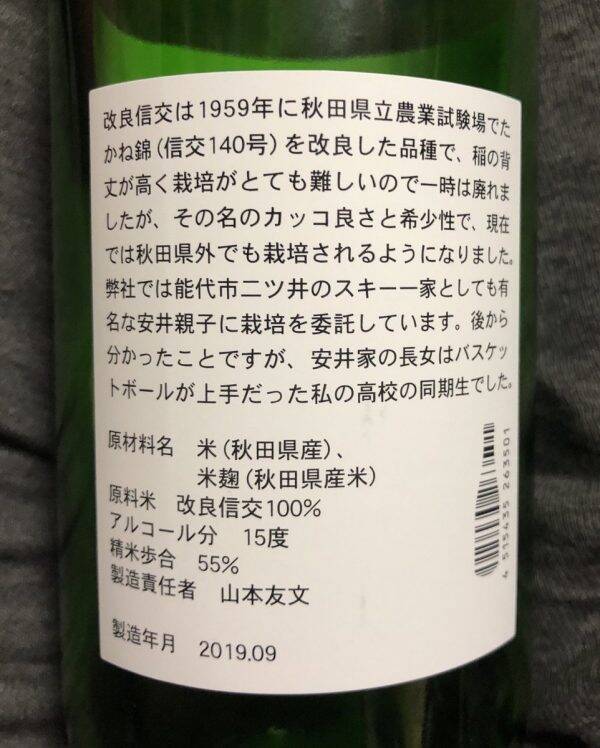 改良信交は1959年に秋田県立農業試験場でた
かね錦(信交140号)を改良した品種で、稲の背
丈が高く栽培がとても難しいので一時は廃れま
したが、その名のカッコ良さと希少性で、現在
では秋田県外でも栽培されるようになりました。
弊社では能代市二ツ井のスキー一家としても有
名な安井親子に栽培を委託しています。後から
分かったことですが、安井家の長女はバスケッ
トボールが上手だった私の高校の同期生でした。
原材料名 米(秋田県産)、
米麹(秋田県産米)
原料米 改良信交100%
アルコール分 15度
精米歩合 55%
製造責任者 山本友文
製造年月 2019.09
4 515435 263501